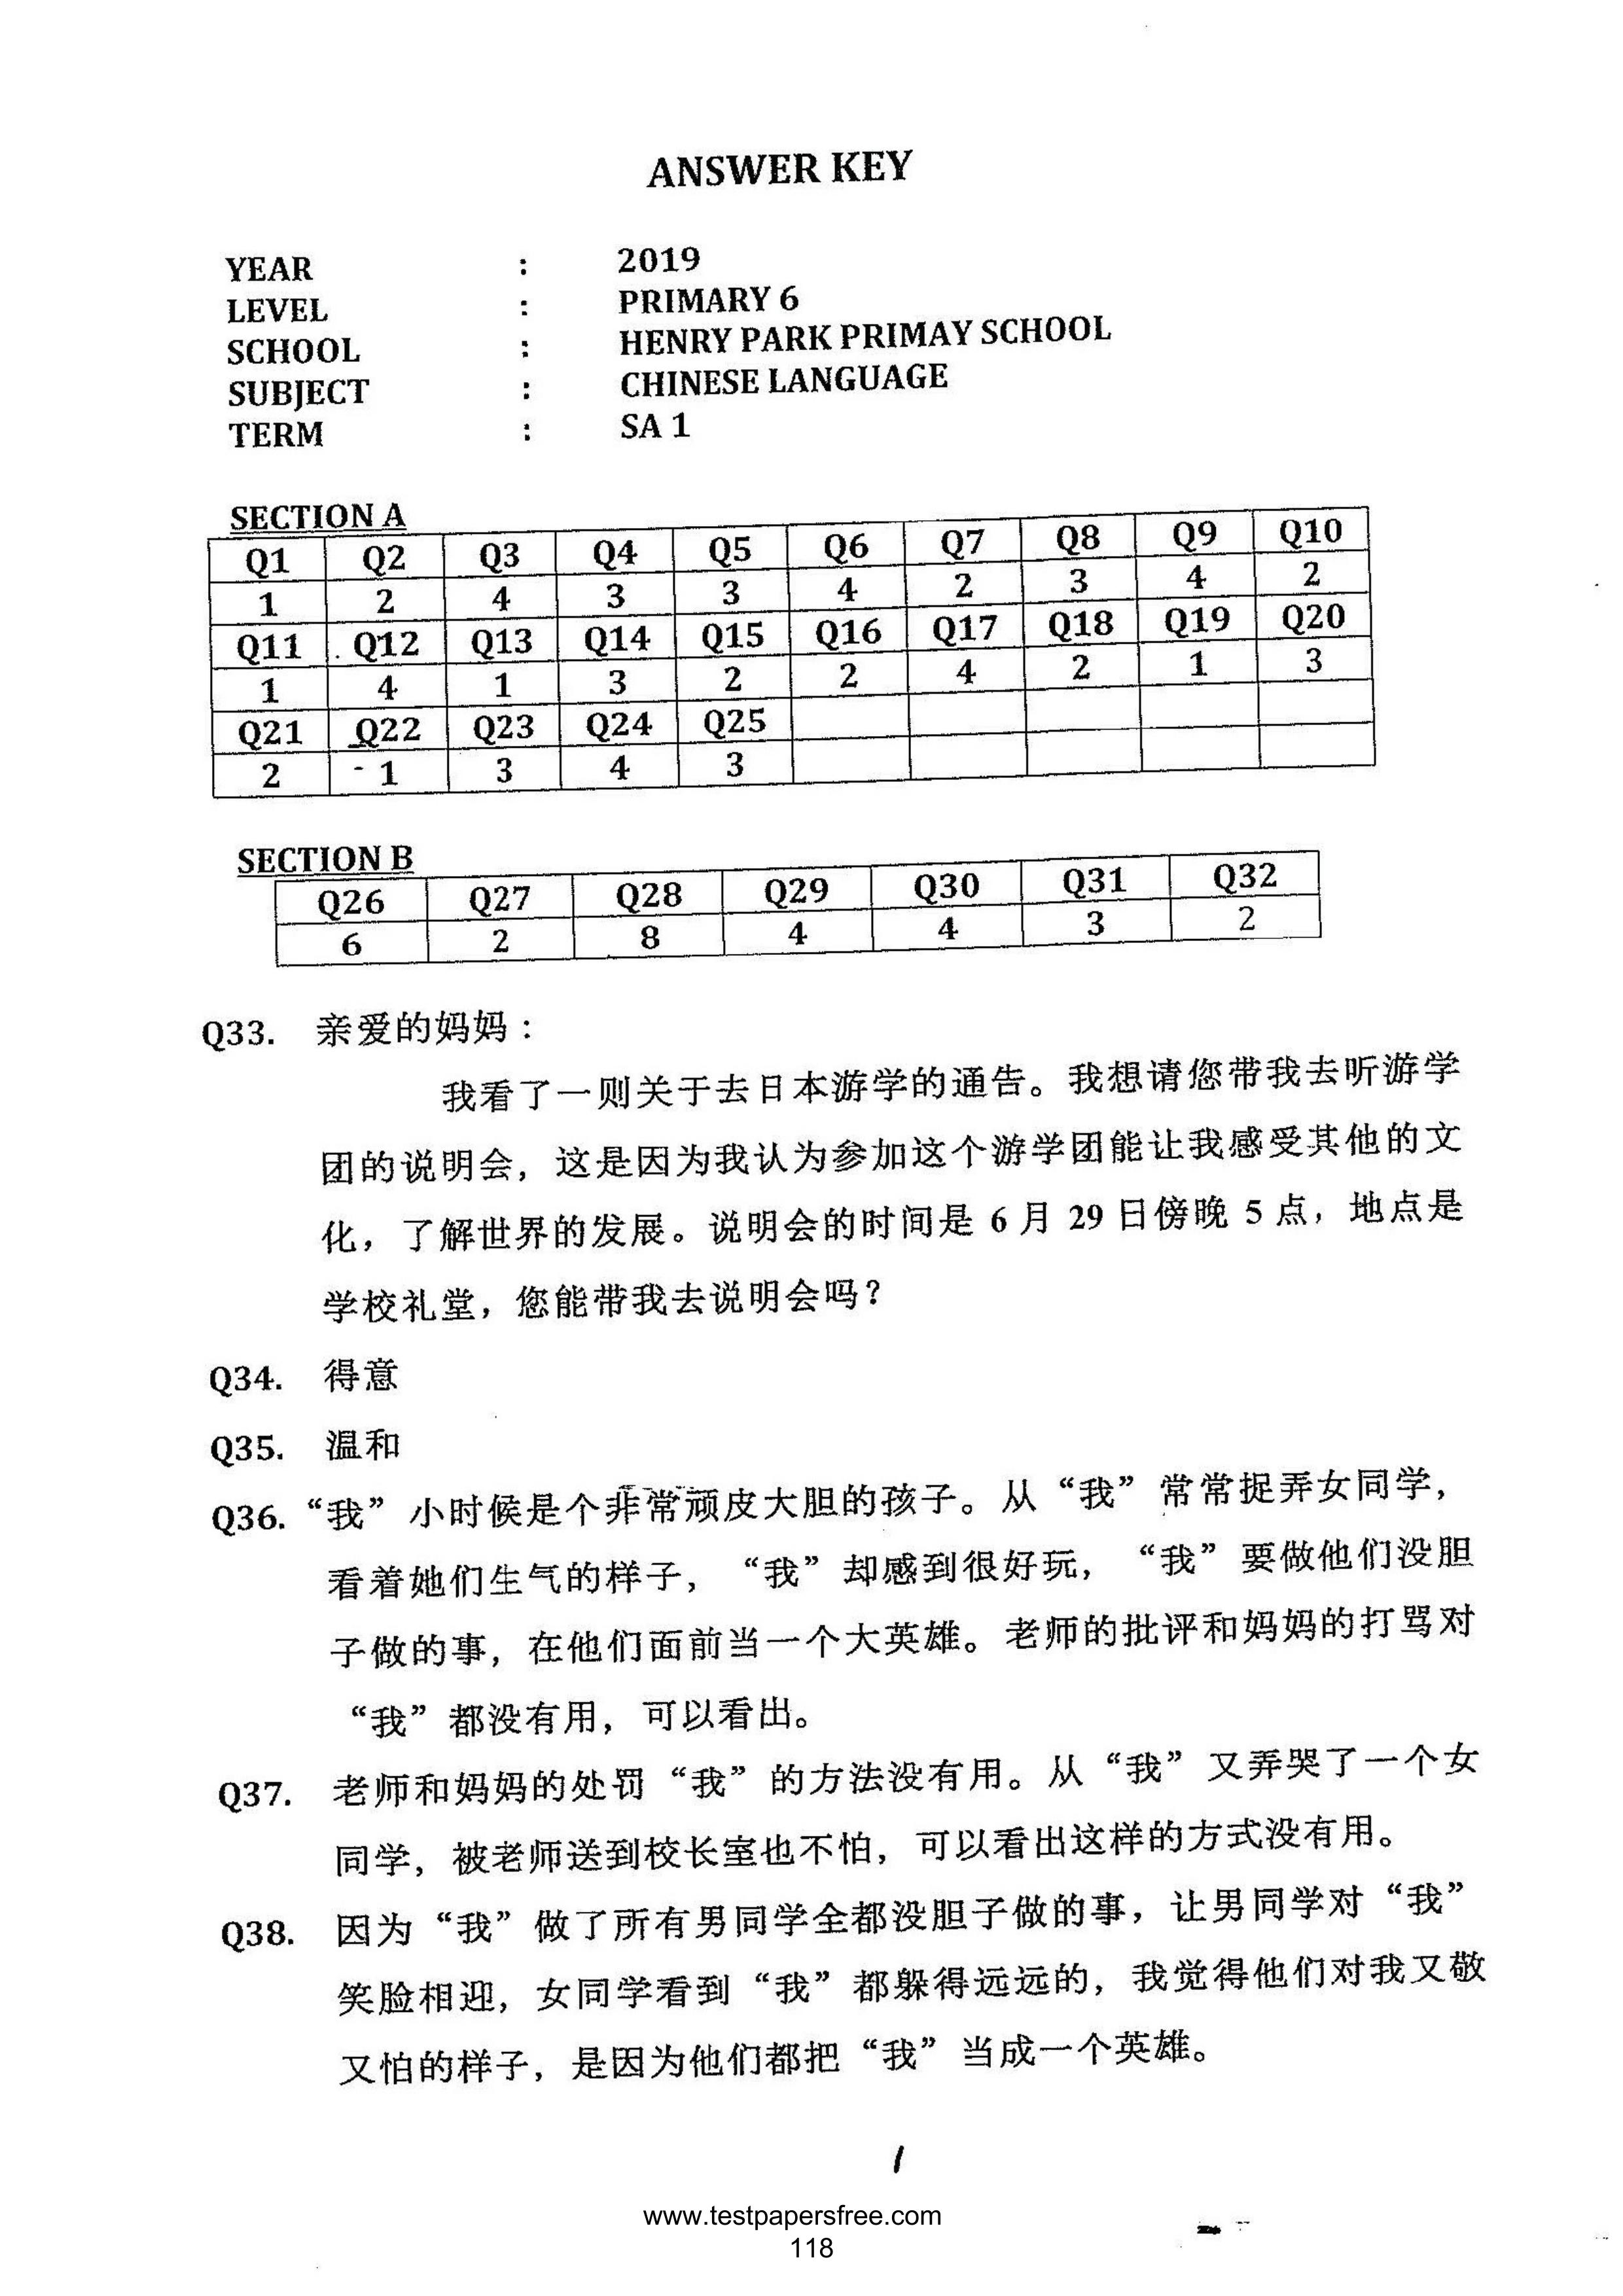 ANSWER KEY
YEAR : 2019
LEVEL : PRIMARY 6
SCHOOL : HENRY PARK PRIMAY SCHOOL
SUBJECT : CHINESE LANGUAGE
TERM : SA 1
SECTION A
Q1 Q2 Q3 Q4 Q5 Q6 Q7 Q8 Q9 Q10
1 2 4 3 3 4 2 3 4 2
Q11 Q12 Q13 Q14 Q15 Q16 Q17 Q18 Q19 Q20
1 4 1 3 2 2 4 2 1 3
Q21 Q22 Q23 Q24 Q25
2 1 3 4 3
SECTION B
Q26 Q27 Q28 Q29 Q30 Q31 Q32
6 2 8 4 4 3 2
Q33. 亲爱的妈妈：
我看了一则关于去日本游学的通告。我想请您带我去听游学
团的说明会，这是因为我认为参加这个游学团能让我感受其他的文
化，了解世界的发展。说明会的时间是 6 月 29 日傍晚 5 点，地点是
学校礼堂，您能带我去说明会吗？
Q34. 得意
Q35. 温和
Q36. “我”小时候是个非常顽皮大胆的孩子。从“我”常常捉弄女同学，
看着她们生气的样子，“我”却感到很好玩，“我”要做他们没胆
子做的事，在他们面前当一个大英雄。老师的批评和妈妈的打骂对
“我”都没有用，可以看出。
Q37. 老师和妈妈的处罚“我”的方法没有用。从“我”又弄哭了一个女
同学，被老师送到校长室也不怕，可以看出这样的方式没有用。
Q38. 因为“我”做了所有男同学全都没胆子做的事，让男同学对“我”
笑脸相迎，女同学看到“我”都躲得远远的，我觉得他们对我又敬
又怕的样子，是因为他们都把“我”当成一个英雄。
1
www.testpapersfree.com
118